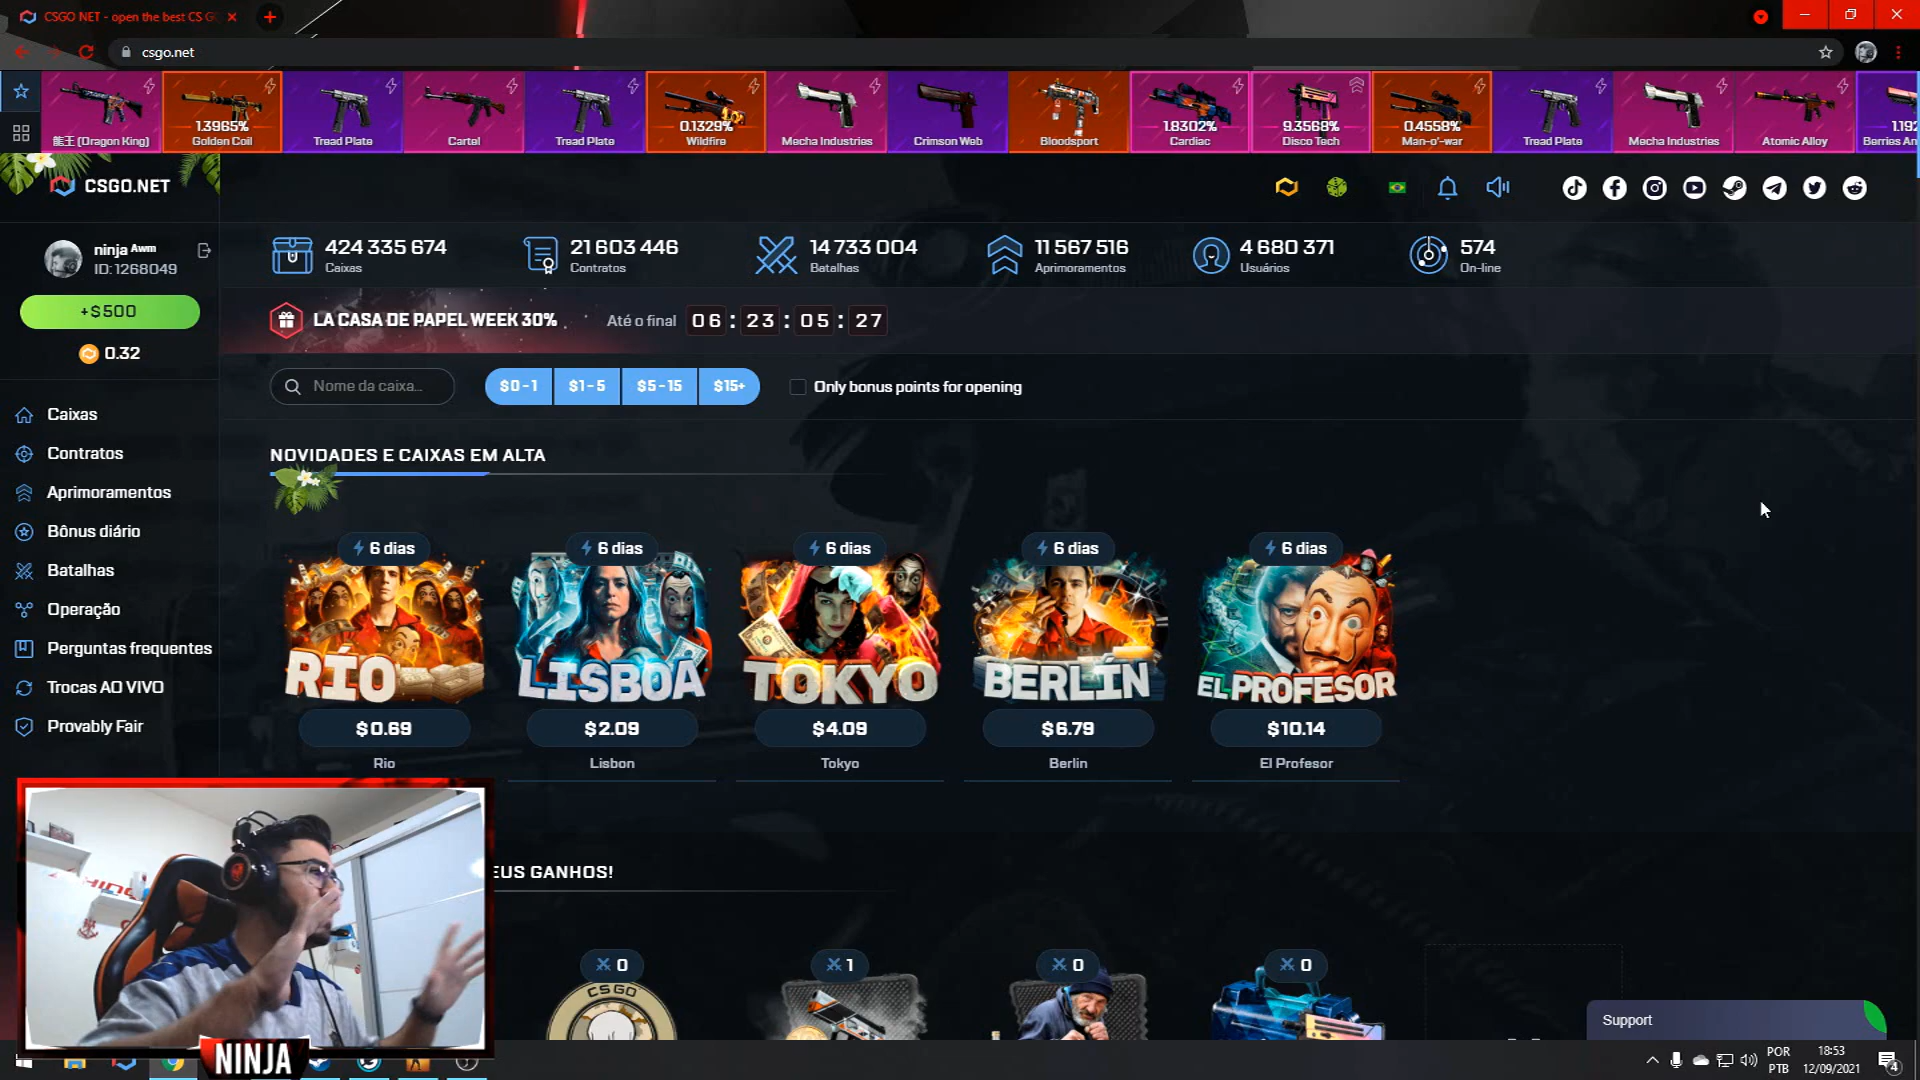 CSGO NET - open the best CS G
csgo.net
能王 (Dragon King)
1.3965%
Golden Coil
Tread Plate
Cartel
Tread Plate
0.1329%
Wildfire
Mecha Industries
Crimson Web
Bloodsport
1.8302%
Cardiac
9.3568%
Disco Tech
0.4558%
Man-o'-war
Tread Plate
Mecha Industries
Atomic Alloy
1.192
Berries An
CSGO.NET
ninja Awm
ID:1268049
+$500
0.32
424 335 674
Caixas
21 603 446
Contratos
14 733 004
Batalhas
11 567 516
Aprimoramentos
4 680 371
Usuários
574
On-line
LA CASA DE PAPEL WEEK 30%
Até o final 06 : 23 : 05 : 27
Nome da caixa...
$0 - 1
$1 - 5
$5 - 15
$15+
Only bonus points for opening
Caixas
Contratos
Aprimoramentos
Bônus diário
Batalhas
Operação
Perguntas frequentes
Trocas AO VIVO
Provably Fair
NOVIDADES E CAIXAS EM ALTA
6 dias
6 dias
6 dias
6 dias
6 dias
RÍO
LISBOA
TOKYO
BERLÍN
EL PROFESOR
$0.69
$2.09
$4.09
$6.79
$10.14
Rio
Lisbon
Tokyo
Berlin
El Profesor
EUS GANHOS!
0
1
0
0
CSGO
Support
NINJA
POR
PTB
18:53
12/09/2021
4